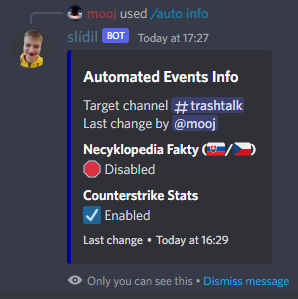 mooj used /auto info
slídil BOT Today at 17:27
Automated Events Info
Target channel # trashtalk
Last change by @mooj
Necyklopedia Fakty (🇸🇰/🇨🇿)
🛑 Disabled
Counterstrike Stats
☑️ Enabled
Last change • Today at 16:29
Only you can see this • Dismiss message